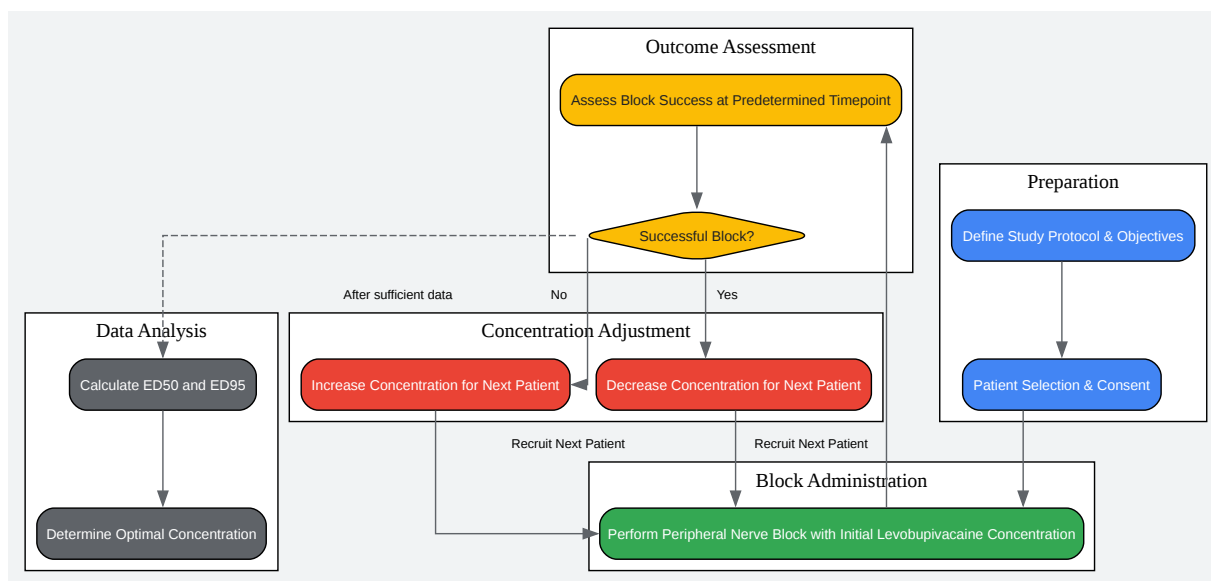 Outcome Assessment
Assess Block Success at Predetermined Timepoint
Successful Block?
Preparation
Define Study Protocol & Objectives
Patient Selection & Consent
After sufficient data
No
Yes
Data Analysis
Calculate ED50 and ED95
Determine Optimal Concentration
Concentration Adjustment
Increase Concentration for Next Patient
Decrease Concentration for Next Patient
Recruit Next Patient
Recruit Next Patient
Block Administration
Perform Peripheral Nerve Block with Initial Levobupivacaine Concentration